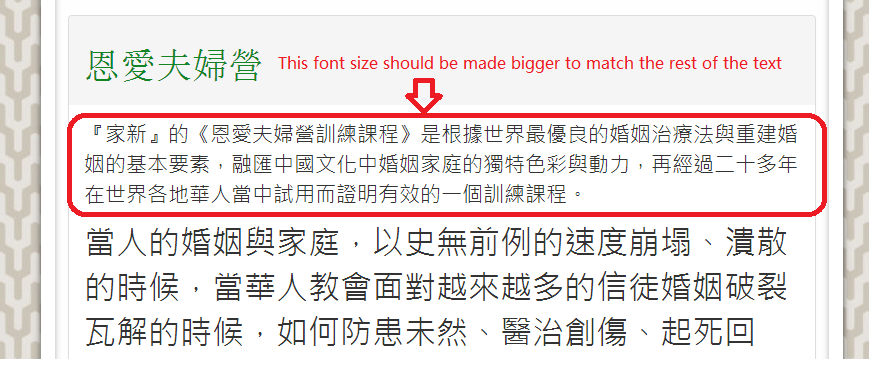 恩愛夫婦營 This font size should be made bigger to match the rest of the text
『家新』的《恩愛夫婦營訓練課程》是根據世界最優良的婚姻治療法與重建婚
姻的基本要素，融匯中國文化中婚姻家庭的獨特色彩與動力，再經過二十多年
在世界各地華人當中試用而證明有效的一個訓練課程。
當人的婚姻與家庭，以史無前例的速度崩塌、潰散
的時候，當華人教會面對越來越多的信徒婚姻破裂
瓦解的時候，如何防患未然、醫治創傷、起死回